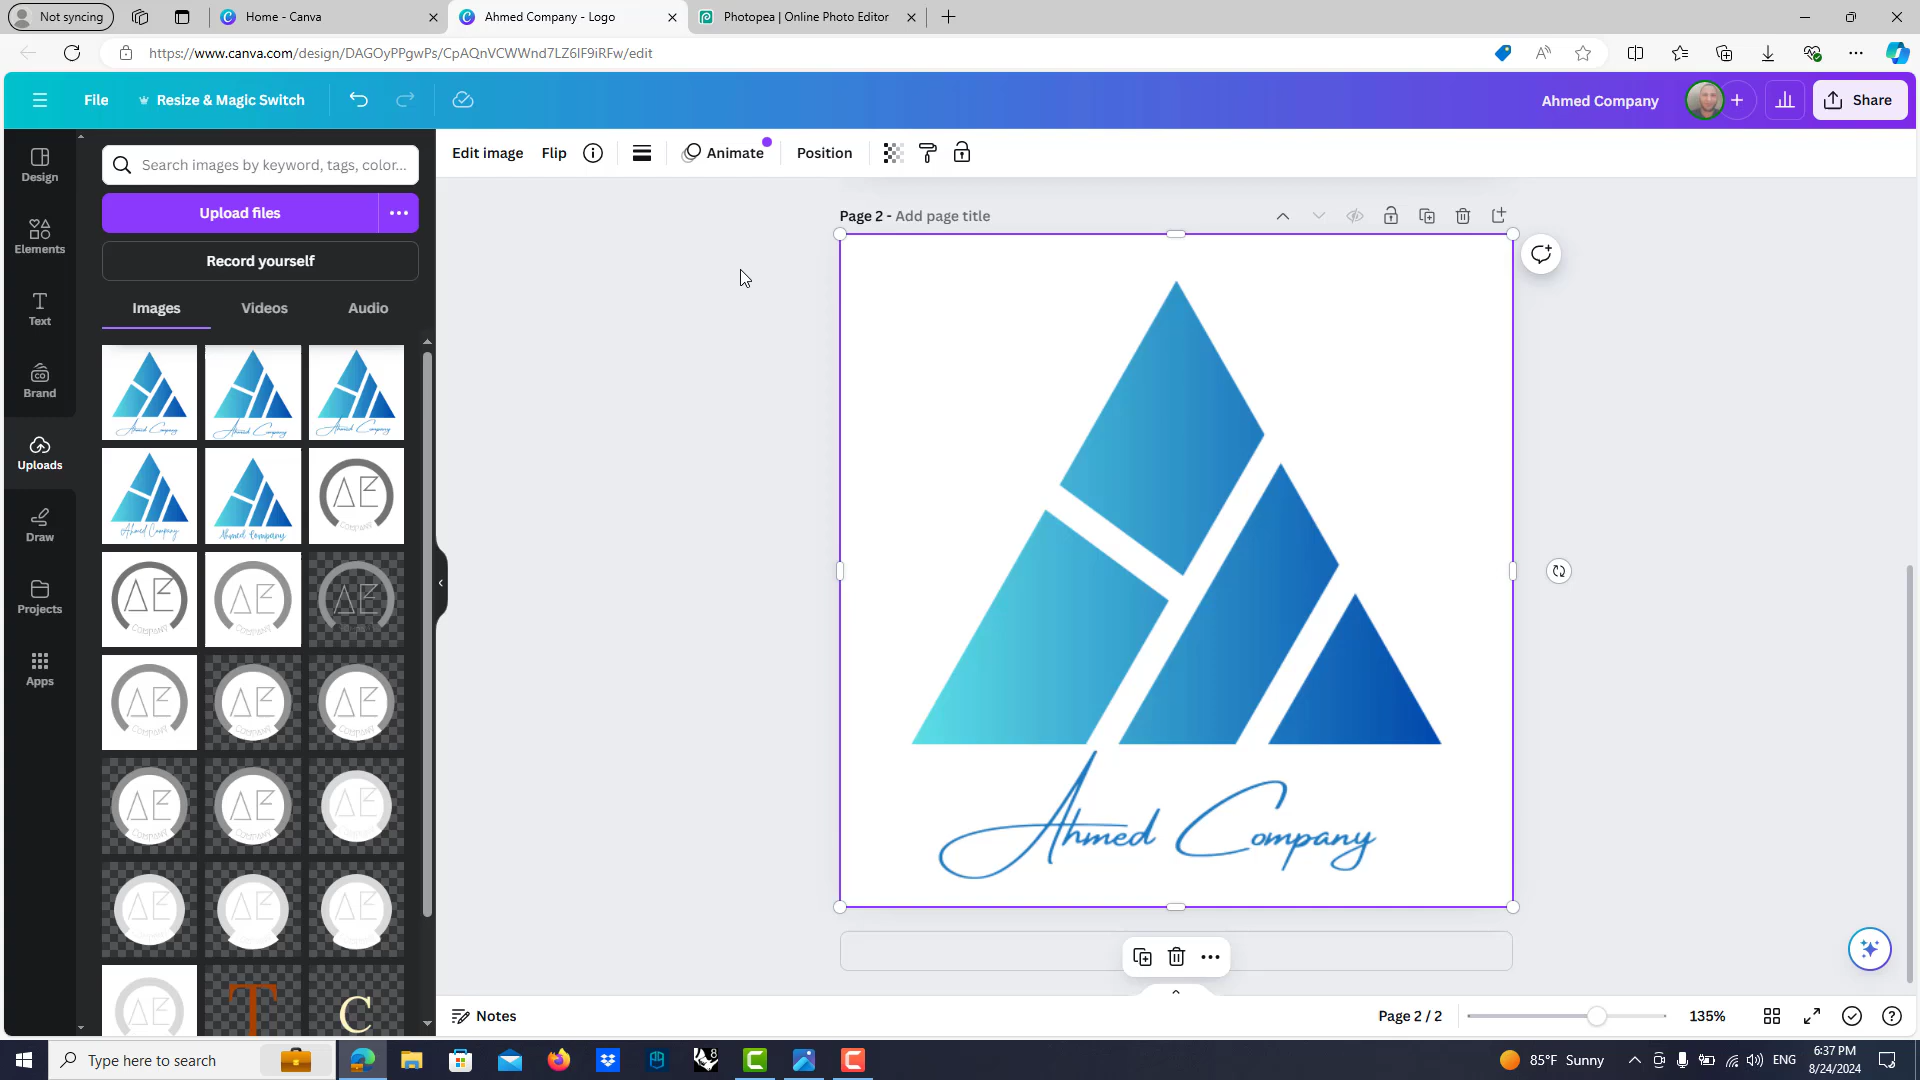 Not syncing
Home - Canva
Ahmed Company - Logo
Photopea | Online Photo Editor
https://www.canva.com/design/DAGOyPPgwPs/CpAQnVCWWnd7LZ6IF9iRFw/edit
File
Resize & Magic Switch
Ahmed Company
Share
Edit image
Flip
Animate
Position
Search images by keyword, tags, color...
Upload files
Record yourself
Images
Videos
Audio
Design
Elements
Text
Brand
Uploads
Draw
Projects
Apps
Page 2 - Add page title
Ahmed Company
Notes
Page 2 / 2
135%
Type here to search
85°F Sunny
ENG
6:37 PM
8/24/2024